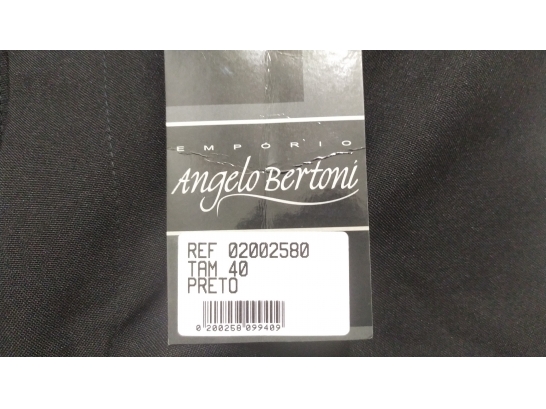 EMPÓRIO
Angelo Bertoni
REF 02002580
TAM 40
PRETO
0 200258 099409